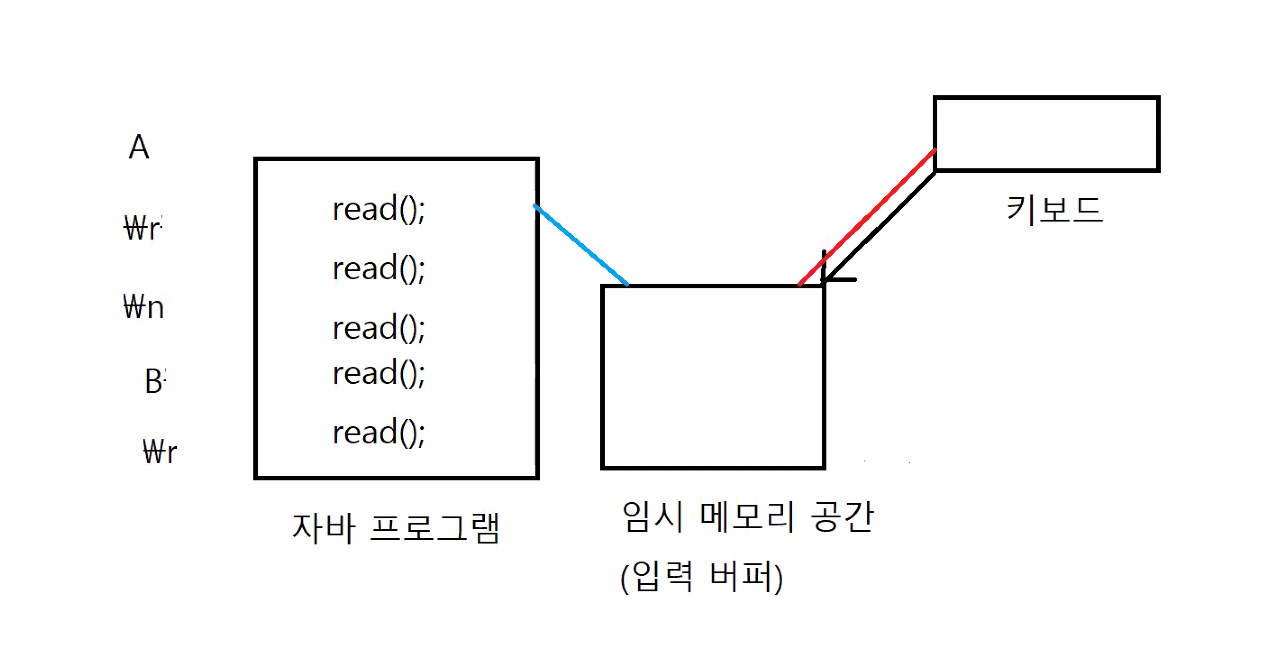 A
₩r
₩n
B
₩r
read();
read();
read();
read();
read();
자바 프로그램
임시 메모리 공간
(입력 버퍼)
키보드